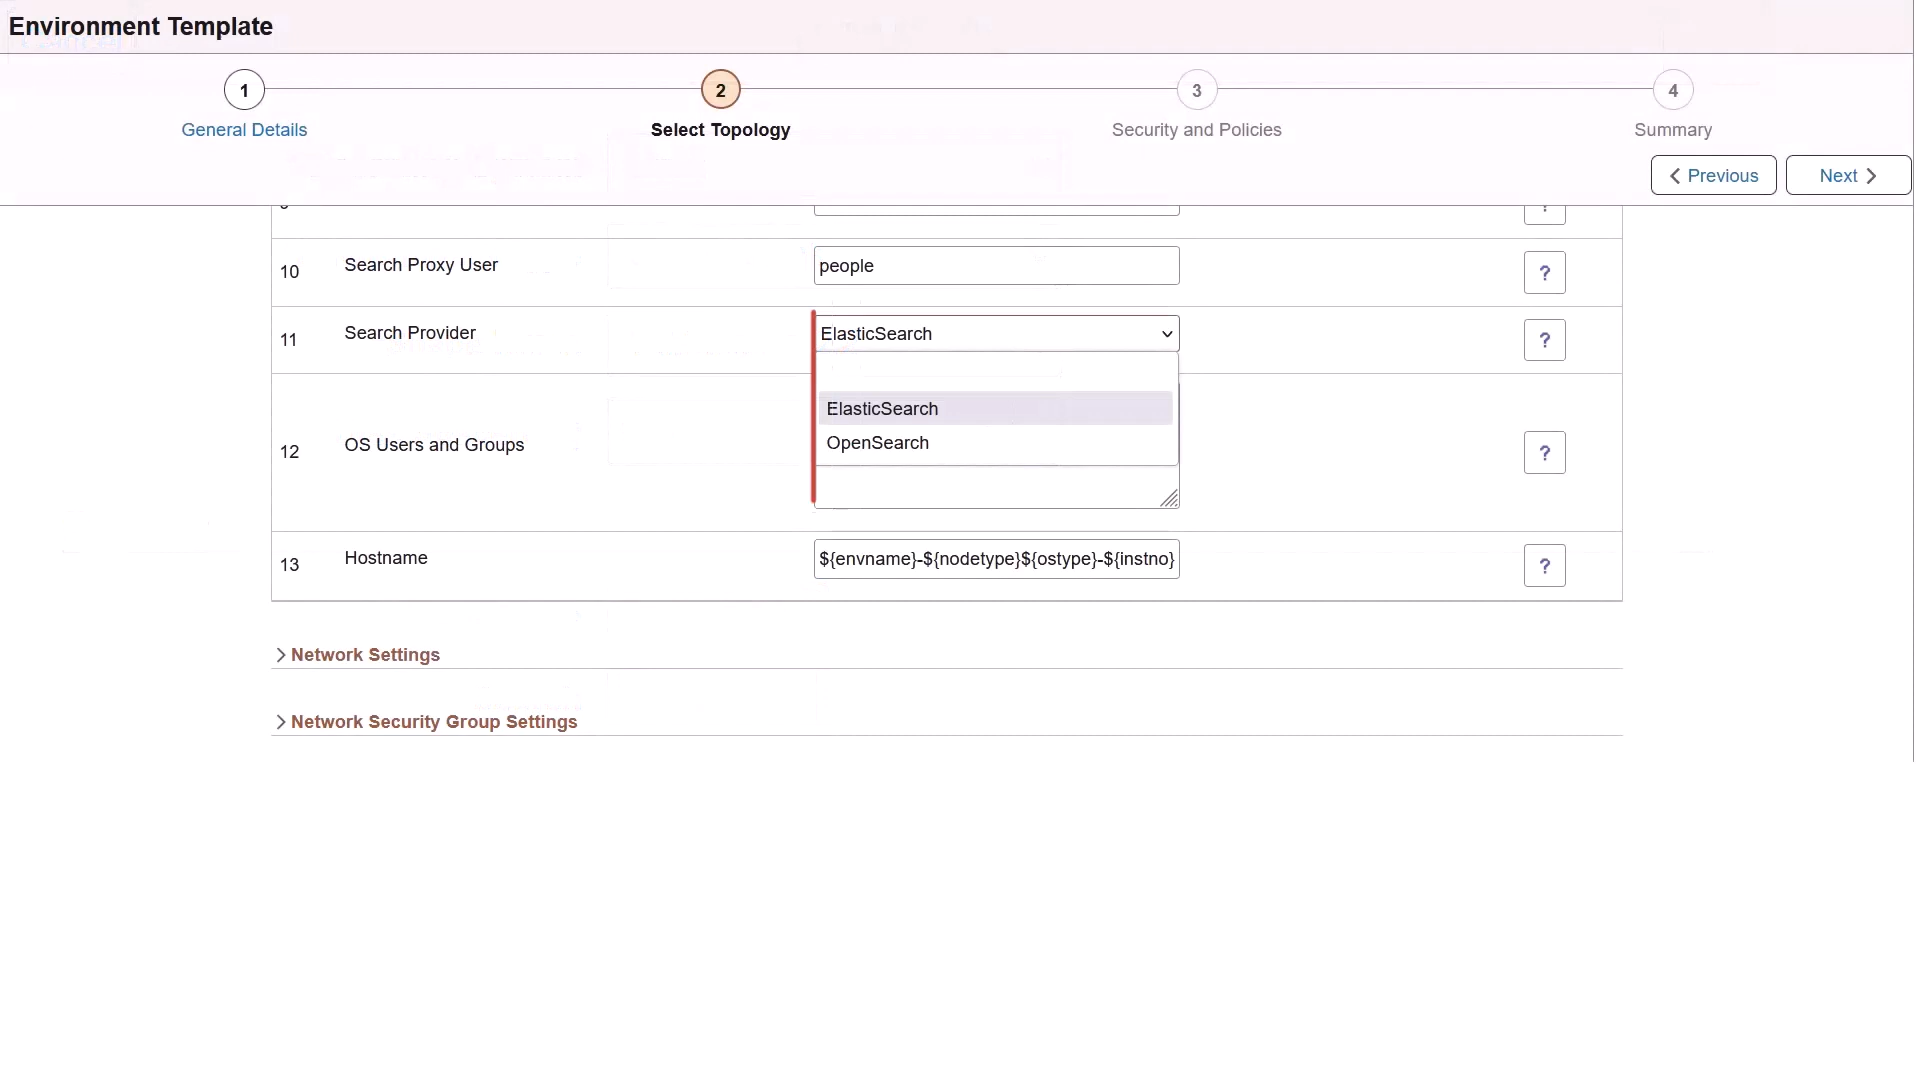 Environment Template
1
2
3
4
General Details
Select Topology
Security and Policies
Summary
Previous
Next
10 Search Proxy User people ?
11 Search Provider ElasticSearch ?
ElasticSearch
OpenSearch
12 OS Users and Groups ?
13 Hostname ${envname}-${nodetype}${ostype}-${instno} ?
Network Settings
Network Security Group Settings